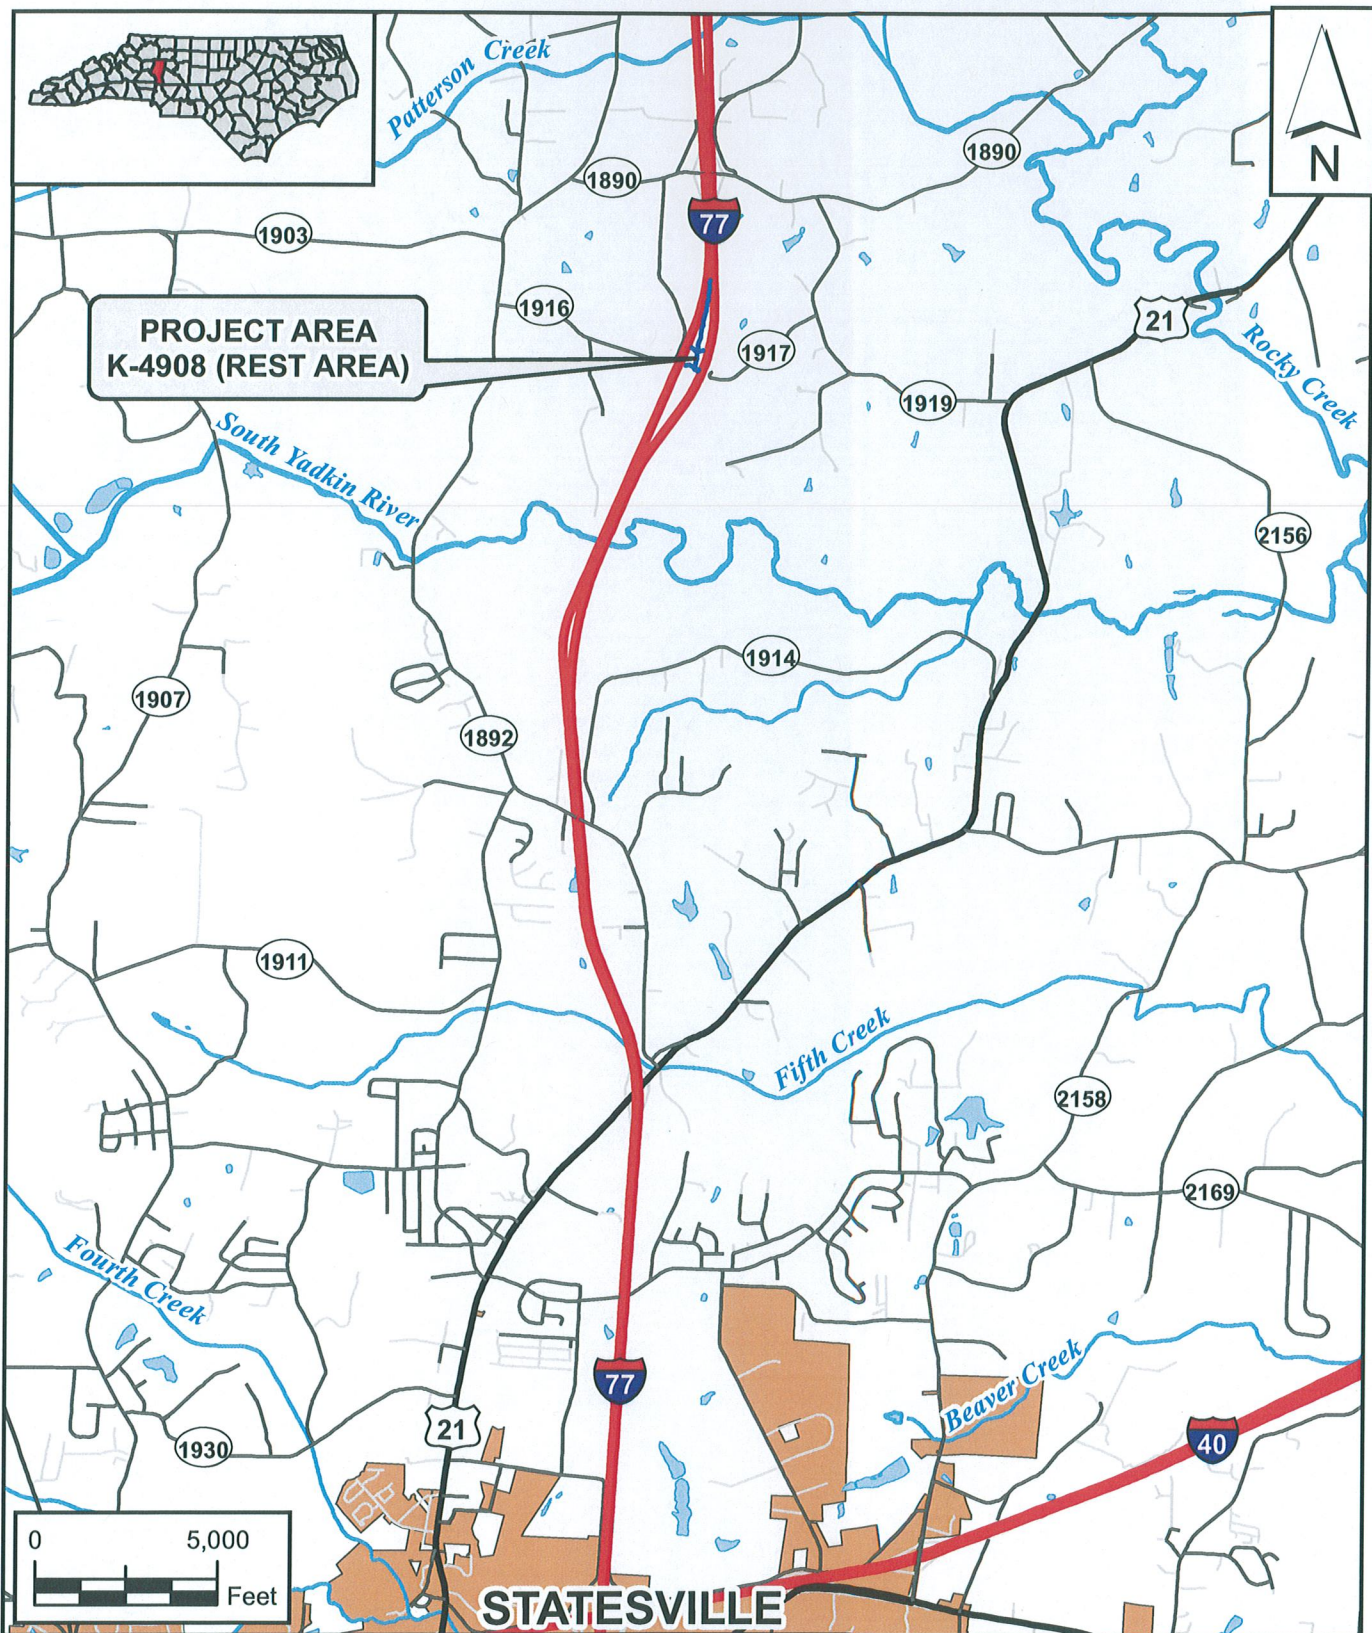 Patterson Creek
N
1890
1890
77
1903
1916
21
PROJECT AREA
K-4908 (REST AREA)
1917
Rocky Creek
1919
South Yadkin River
2156
1914
1907
1892
1911
Fifth Creek
2158
2169
Fourth Creek
77
Beaver Creek
21
40
1930
0 5,000
Feet
STATESVILLE